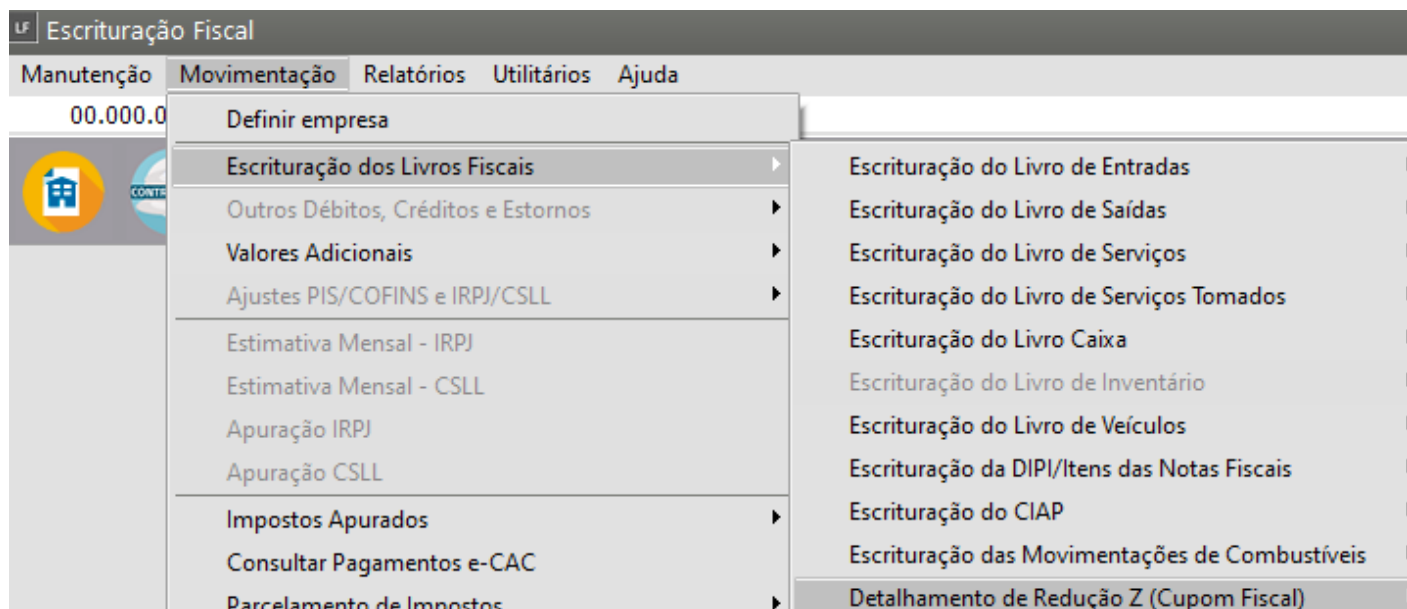 LF Escrituração Fiscal
Manutenção Movimentação Relatórios Utilitários Ajuda
00.000.0
Definir empresa
Escrituração dos Livros Fiscais
Outros Débitos, Créditos e Estornos
Valores Adicionais
Ajustes PIS/COFINS e IRPJ/CSLL
Estimativa Mensal - IRPJ
Estimativa Mensal - CSLL
Apuração IRPJ
Apuração CSLL
Impostos Apurados
Consultar Pagamentos e-CAC
Parcelamento de Impostos
Escrituração do Livro de Entradas
Escrituração do Livro de Saídas
Escrituração do Livro de Serviços
Escrituração do Livro de Serviços Tomados
Escrituração do Livro Caixa
Escrituração do Livro de Inventário
Escrituração do Livro de Veículos
Escrituração da DIPI/Itens das Notas Fiscais
Escrituração do CIAP
Escrituração das Movimentações de Combustíveis
Detalhamento de Redução Z (Cupom Fiscal)